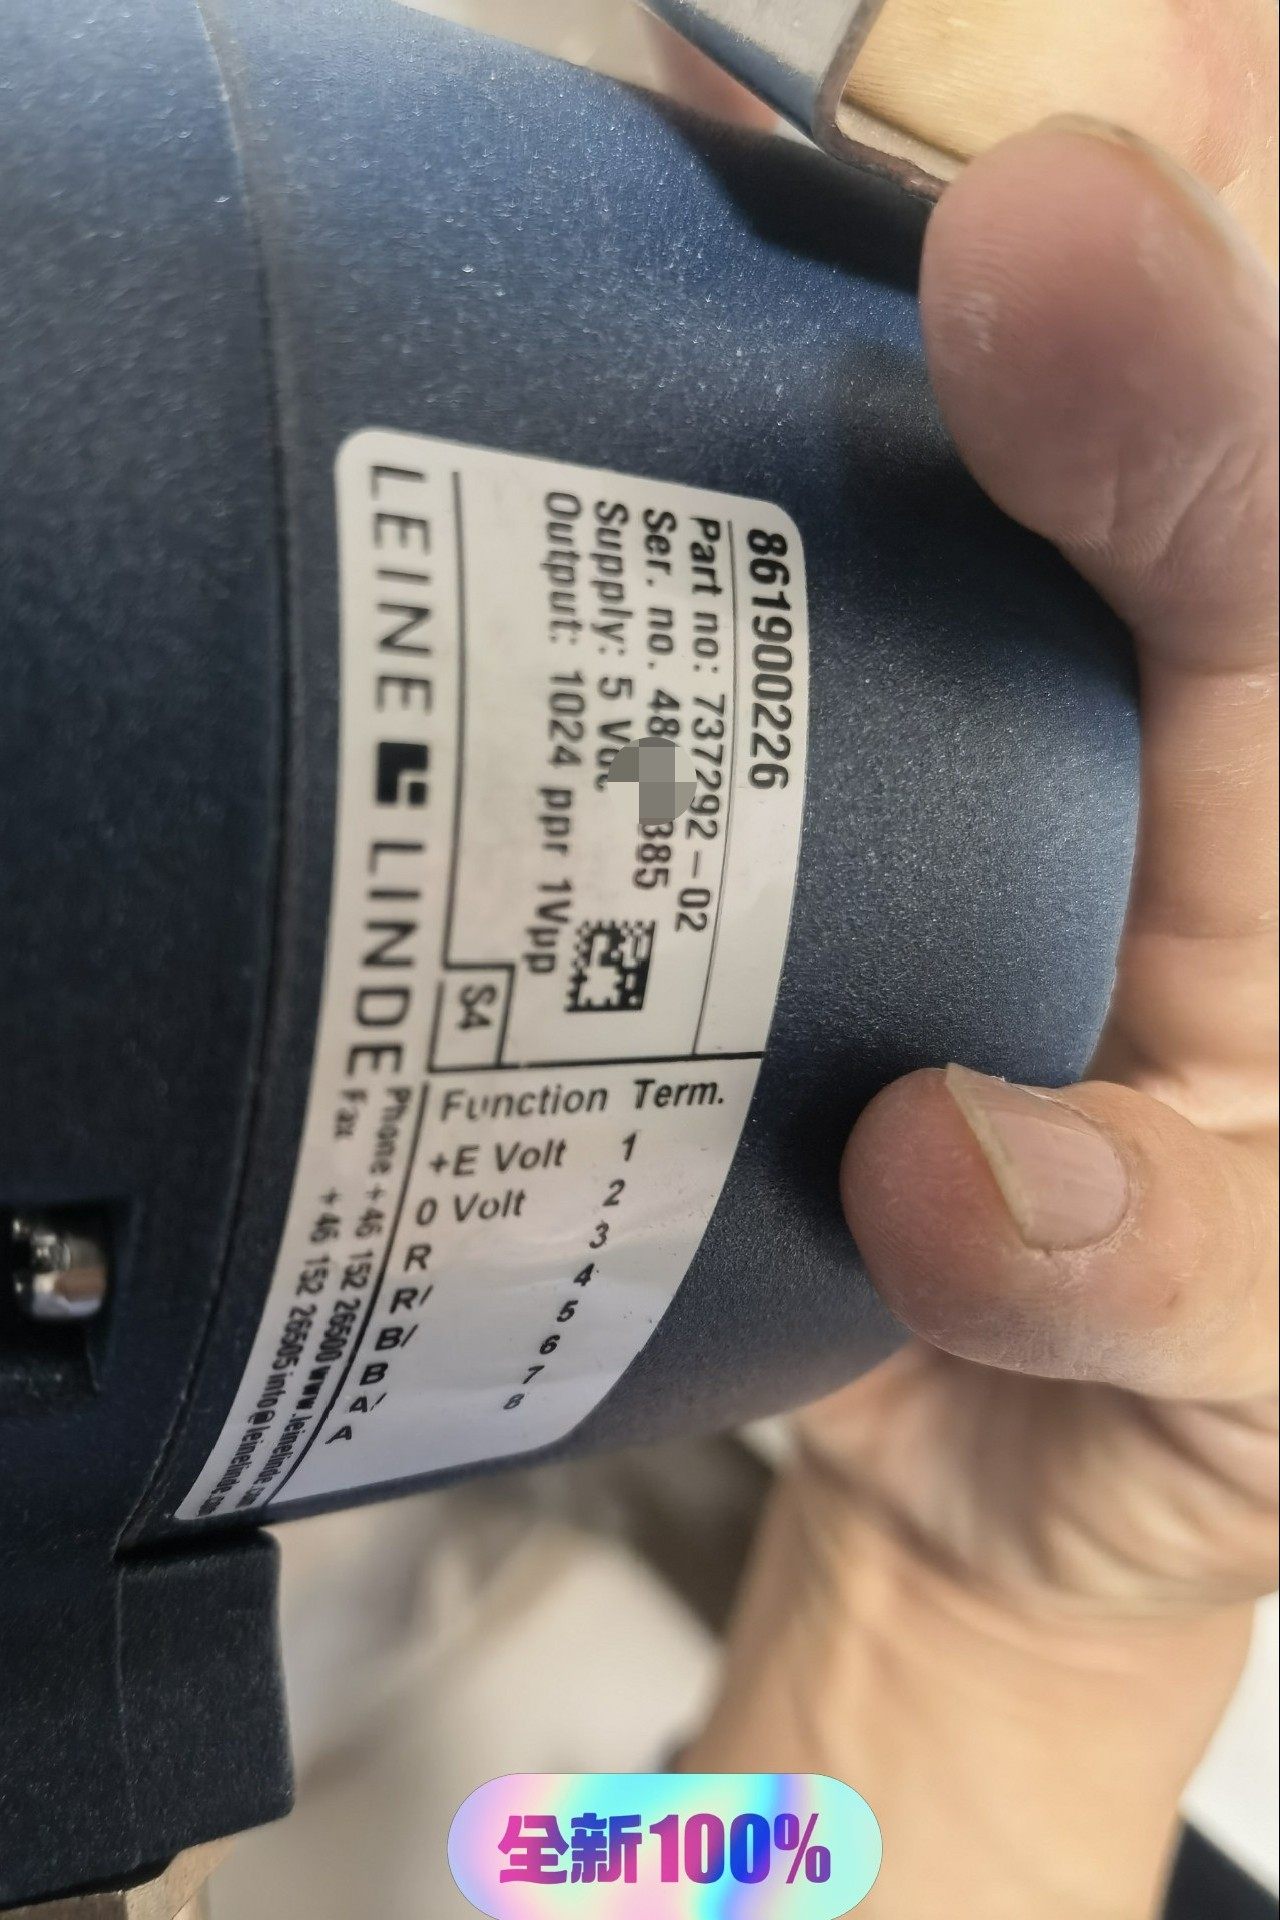 861900226
Part no: 737292-02
Ser. no. 48 385
Supply: 5 Vdc
Output: 1024 ppr 1Vpp
S4
LEINE LINDE
Phone +46 152 26500 www.leinelinde.com
Fax +46 152 26505 info@leinelinde.com
Function Term.
+E Volt 1
0 Volt 2
R 3
R/ 4
B/ 5
B 6
A/ 7
A 8
全新100%